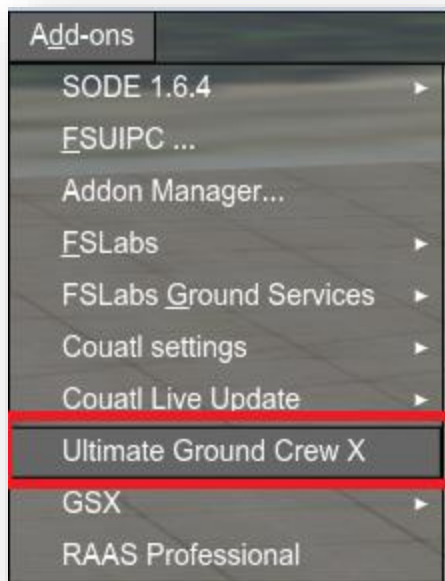 Add-ons
SODE 1.6.4
FSUIPC ...
Addon Manager...
FSLabs
FSLabs Ground Services
Couatl settings
Couatl Live Update
Ultimate Ground Crew X
GSX
RAAS Professional